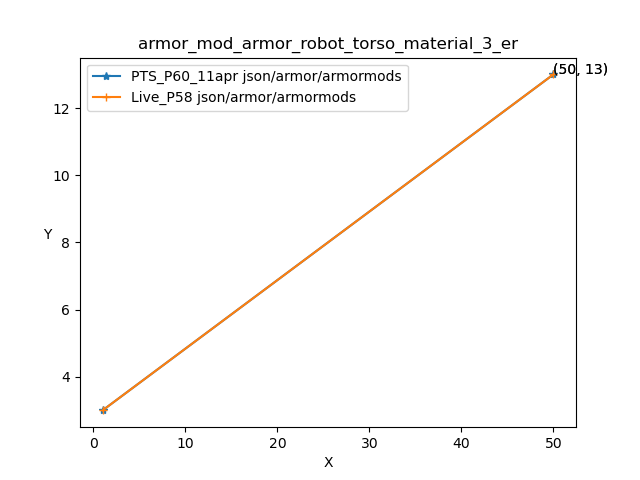 armor_mod_armor_robot_torso_material_3_er
PTS_P60_11apr json/armor/armormods
Live_P58 json/armor/armormods
(50, 13)
12
10
8
6
4
Y
0
10
20
30
40
50
X